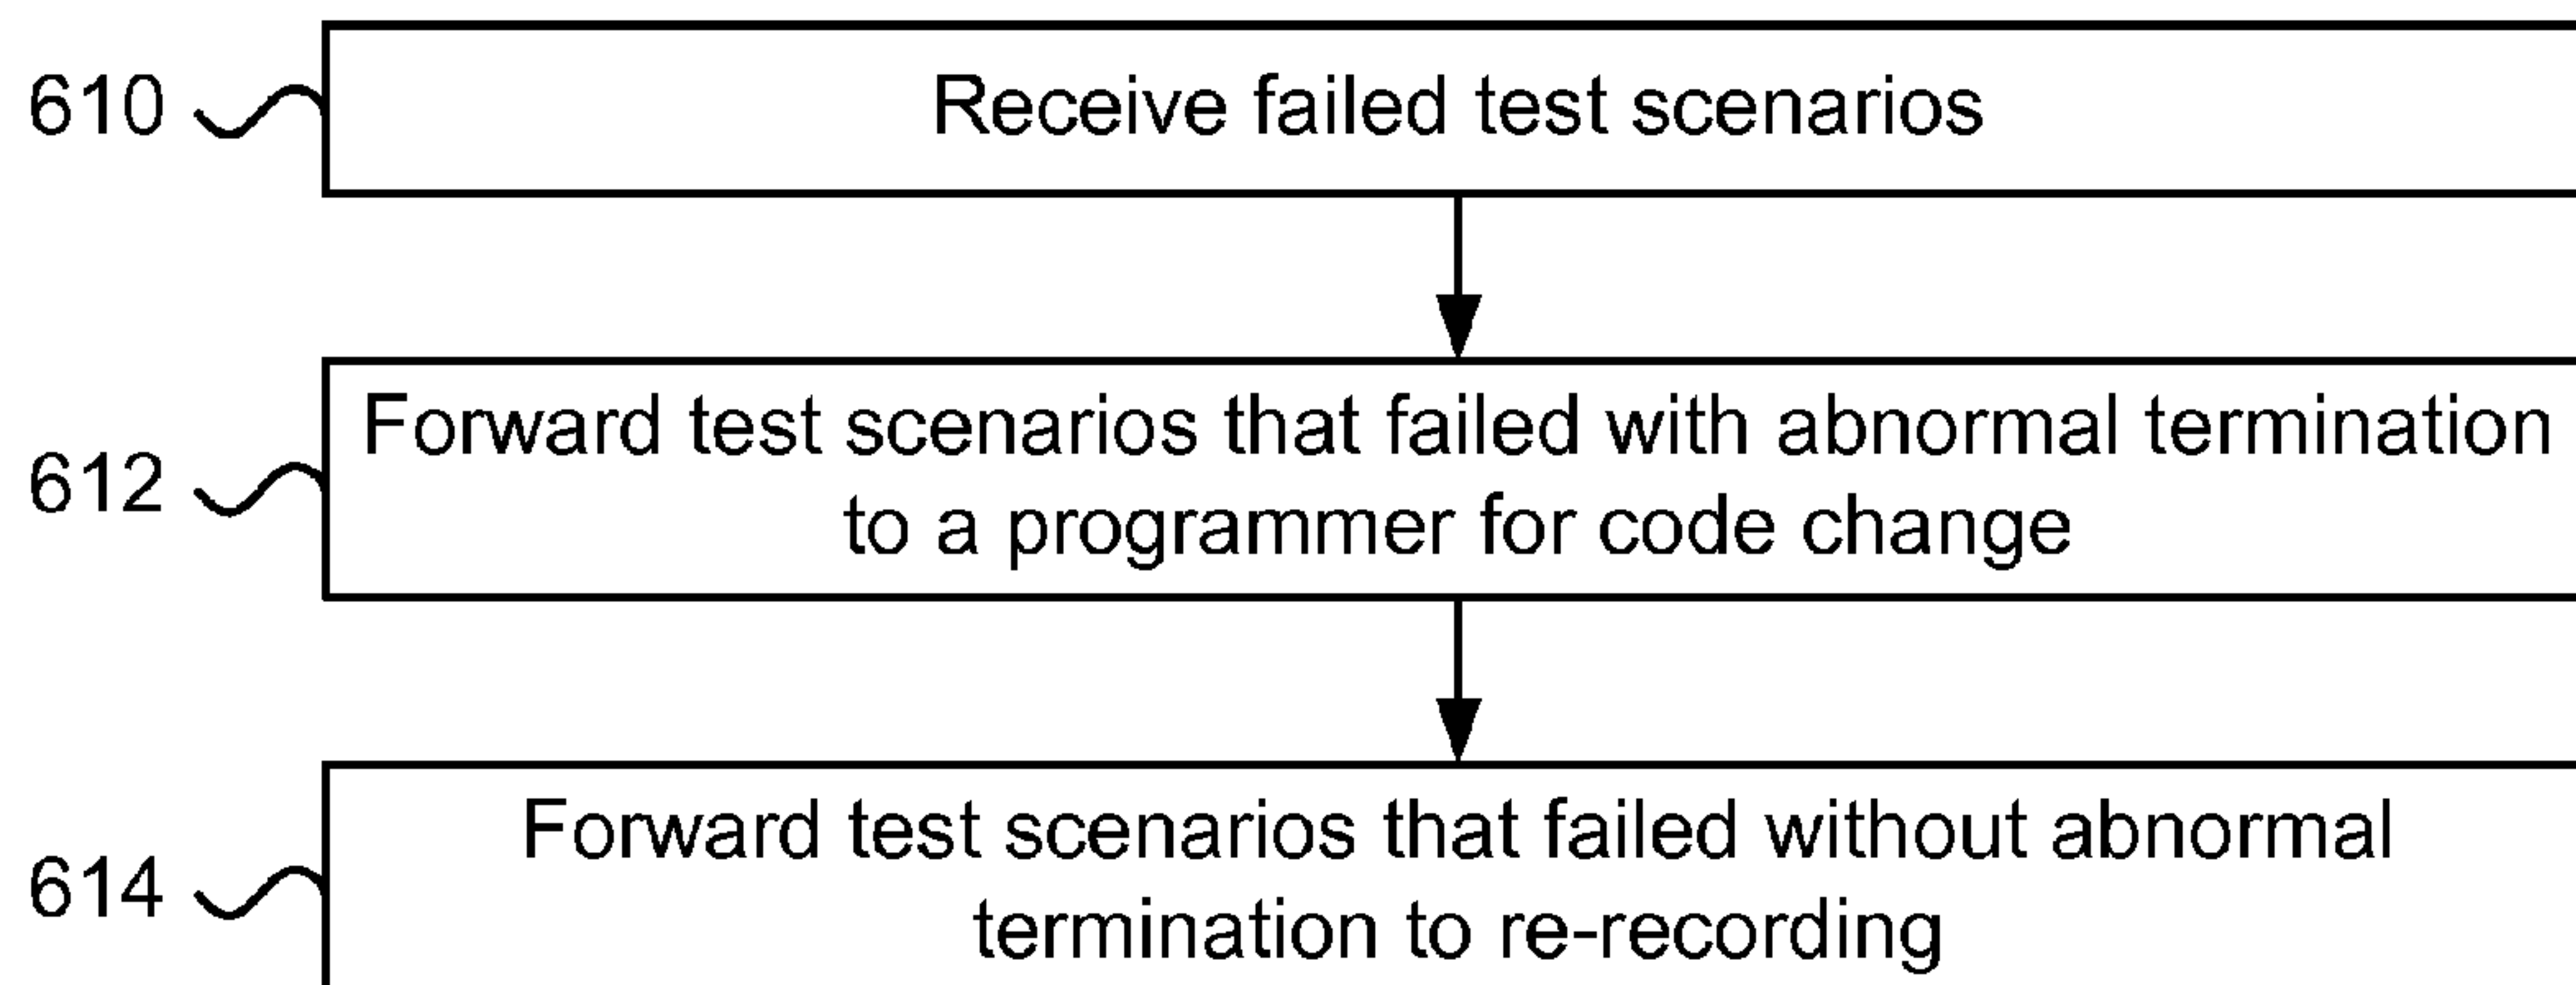 610
Receive failed test scenarios
612
Forward test scenarios that failed with abnormal termination
to a programmer for code change
614
Forward test scenarios that failed without abnormal
termination to re-recording